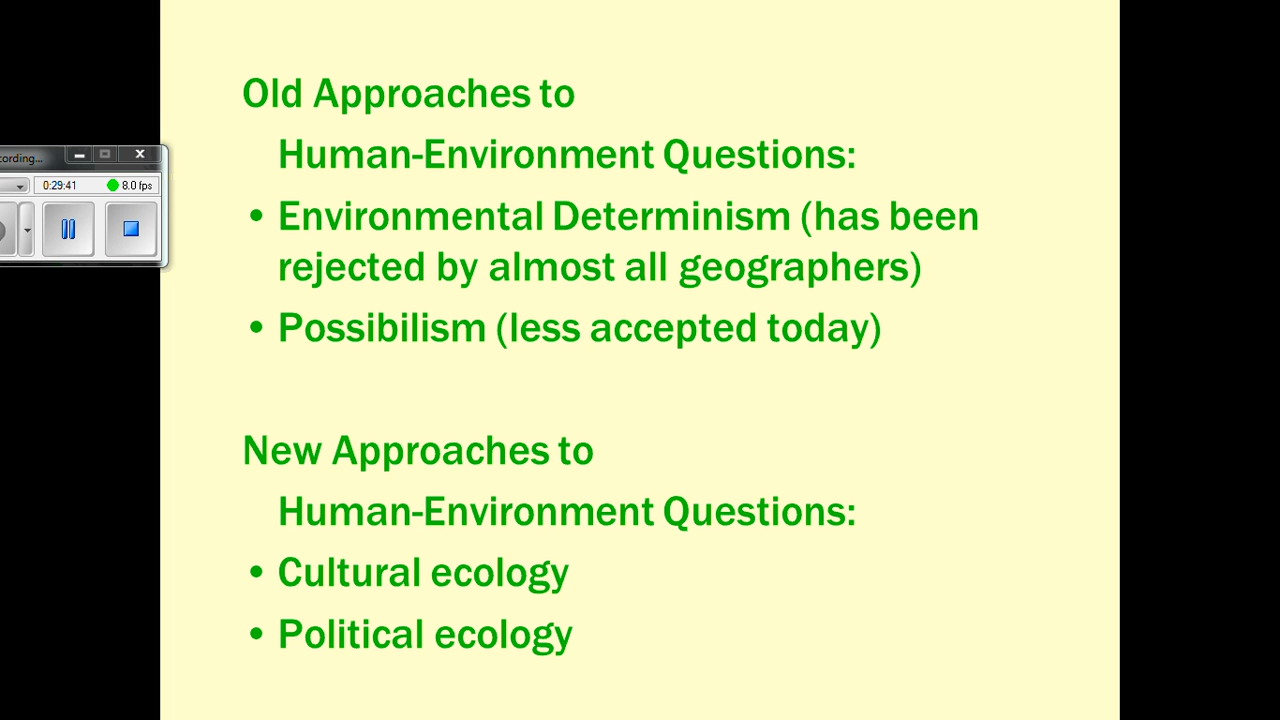 Old Approaches to
Human-Environment Questions:
cording...
0:29:41 8.0 fps
• Environmental Determinism (has been
rejected by almost all geographers)
• Possibilism (less accepted today)
New Approaches to
Human-Environment Questions:
• Cultural ecology
• Political ecology